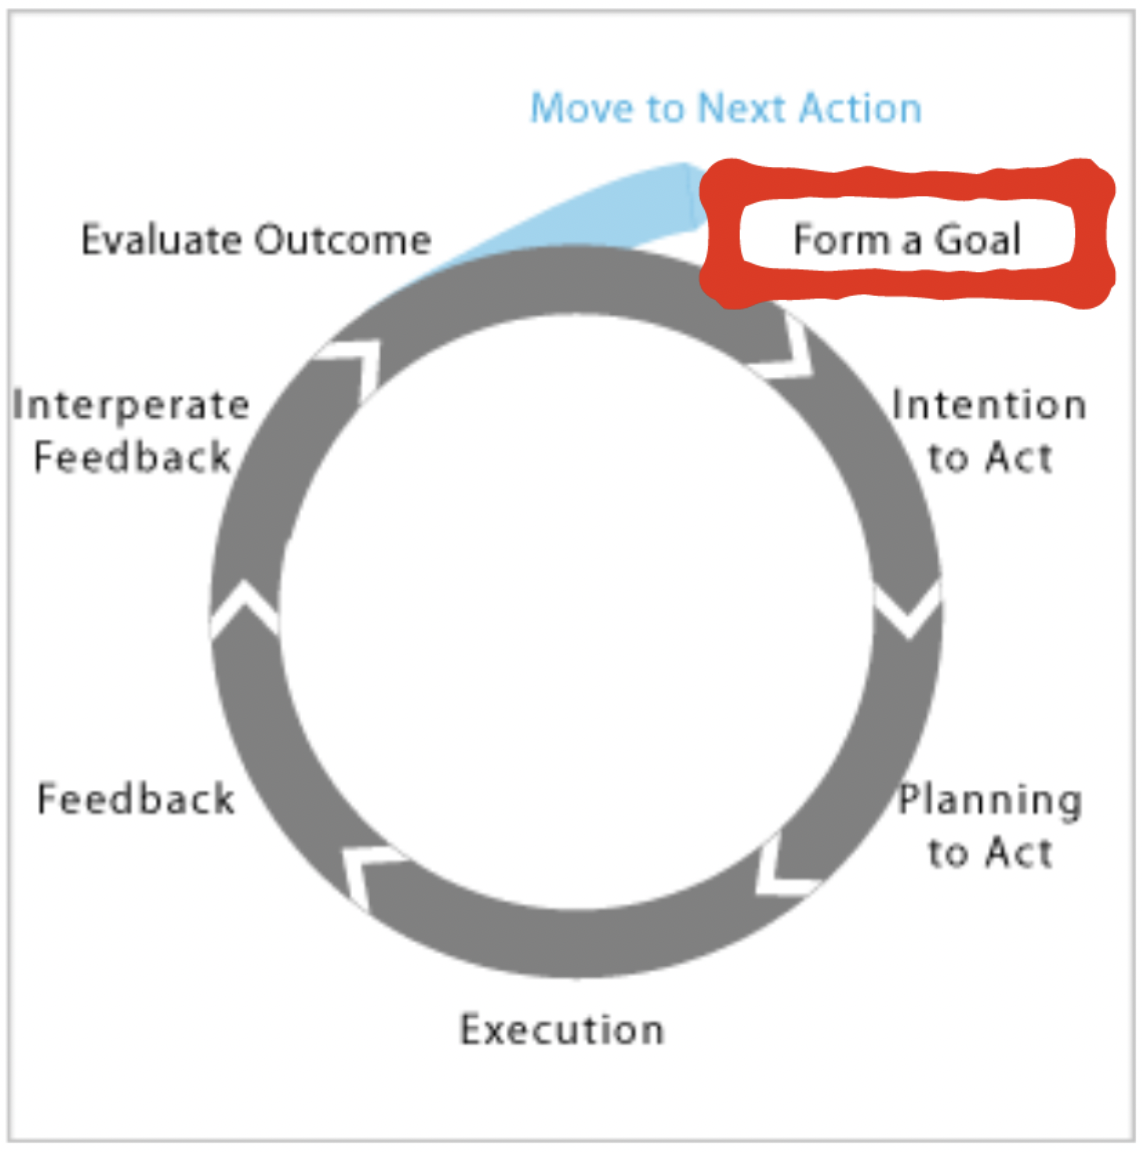 Move to Next Action
Evaluate Outcome
Form a Goal
Interperate
Feedback
Intention
to Act
Feedback
Planning
to Act
Execution